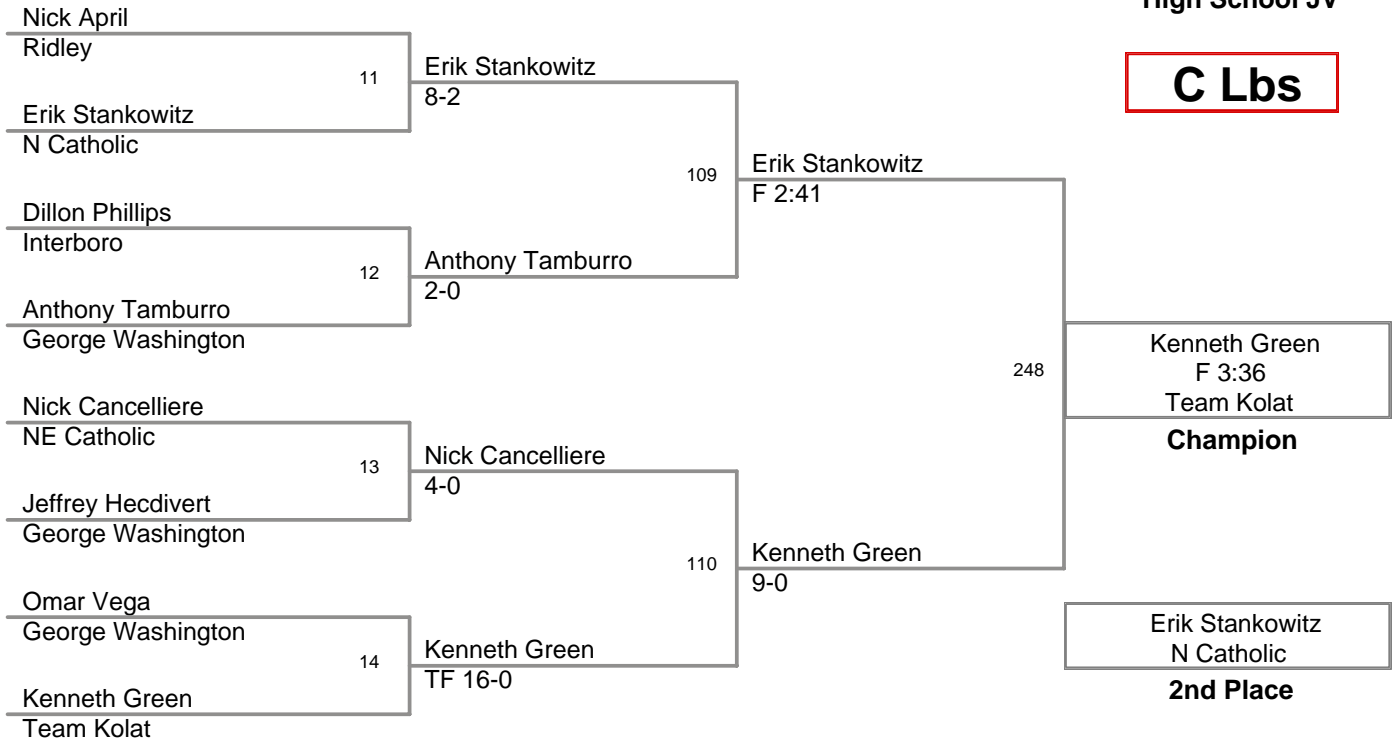 High School JV
C Lbs
Nick April
Ridley
11
Erik Stankowitz
N Catholic
Erik Stankowitz
8-2
Dillon Phillips
Interboro
12
Anthony Tamburro
George Washington
Anthony Tamburro
2-0
109
Erik Stankowitz
F 2:41
Nick Cancelliere
NE Catholic
13
Jeffrey Hecdivert
George Washington
Nick Cancelliere
4-0
Omar Vega
George Washington
14
Kenneth Green
Team Kolat
Kenneth Green
TF 16-0
110
Kenneth Green
9-0
248
Kenneth Green
F 3:36
Team Kolat
Champion
Erik Stankowitz
N Catholic
2nd Place